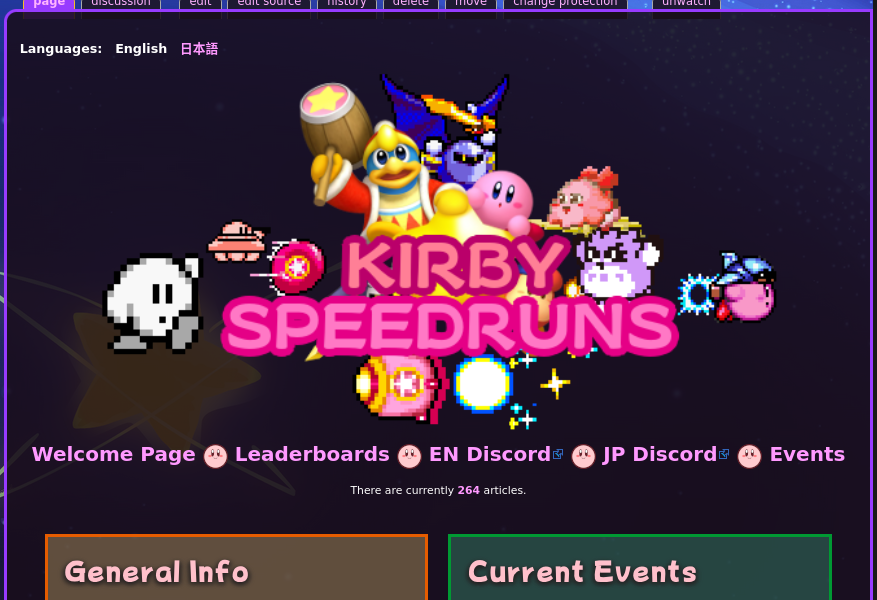 page discussion edit edit source history delete move change protection unwatch
Languages: English 日本語
KIRBY
SPEEDRUNS
Welcome Page Leaderboards EN Discord JP Discord Events
There are currently 264 articles.
General Info Current Events